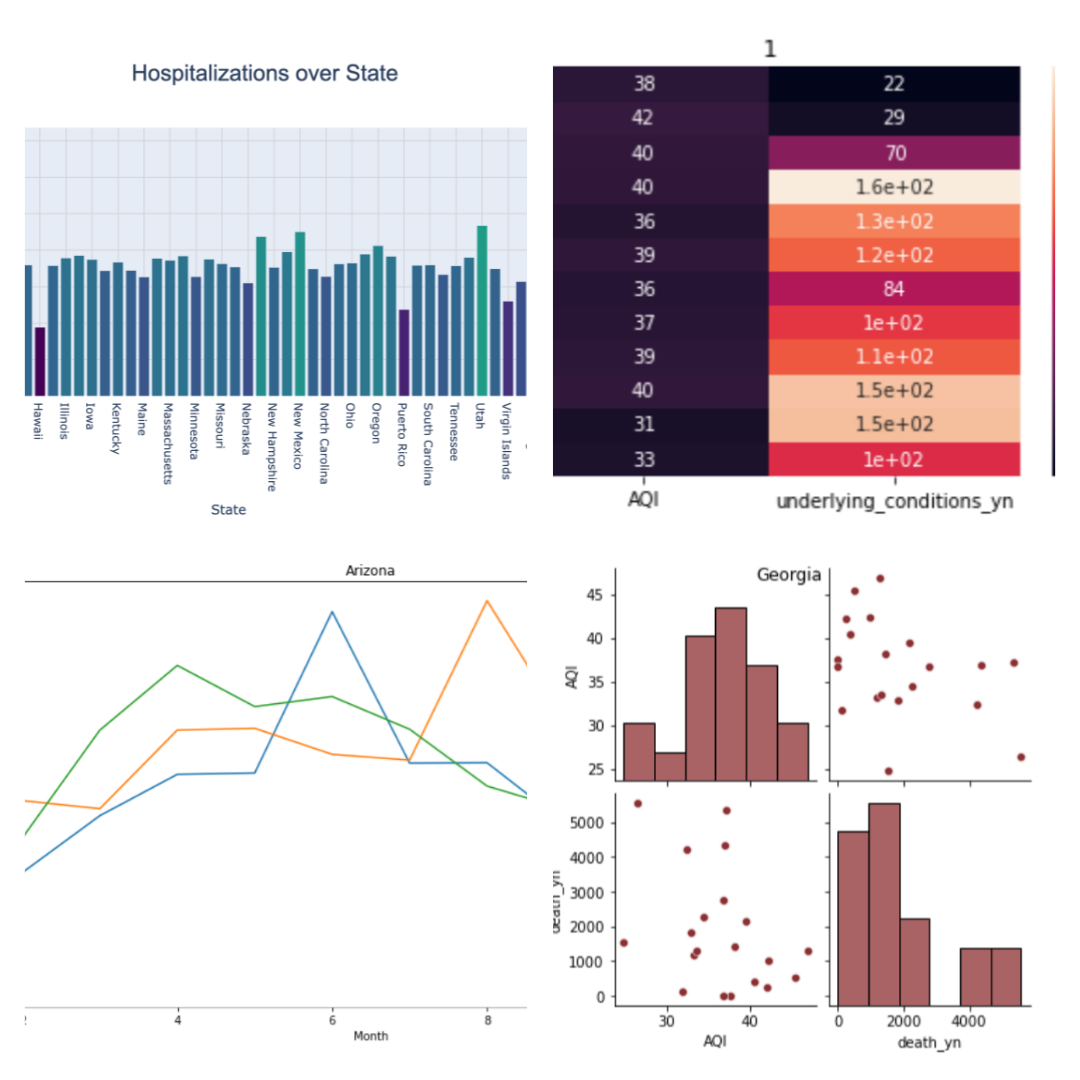 Hospitalizations over State
Hawaii
Illinois
Iowa
Kentucky
Maine
Massachusetts
Minnesota
Missouri
Nebraska
New Hampshire
New Mexico
North Carolina
Ohio
Oregon
Puerto Rico
South Carolina
Tennessee
Utah
Virgin Islands
State
1
38 22
42 29
40 70
40 1.6e+02
36 1.3e+02
39 1.2e+02
36 84
37 1e+02
39 1.1e+02
40 1.5e+02
31 1.5e+02
33 1e+02
AQI underlying_conditions_yn
Arizona
4 6 8
Month
Georgia
45
40
35
30
25
AQI
5000
4000
3000
2000
1000
0
death_yn
30 40
AQI
0 2000 4000
death_yn